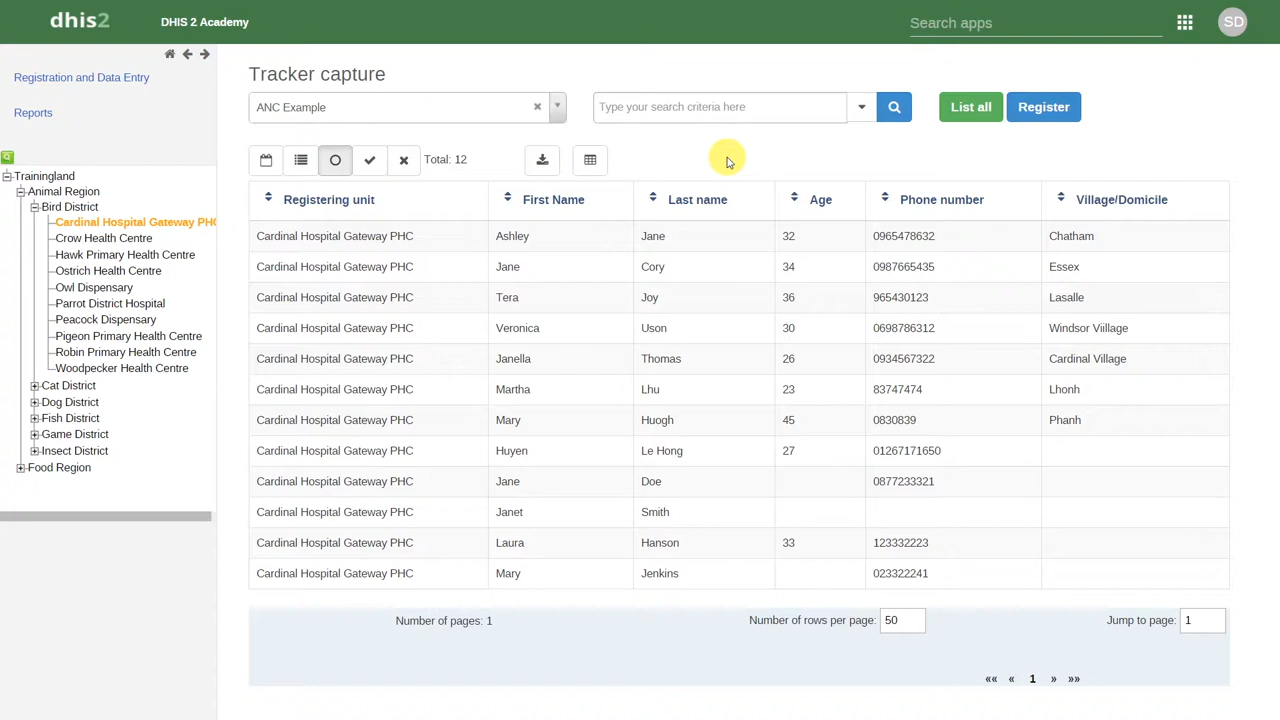 dhis2
DHIS 2 Academy
Search apps
SD
Registration and Data Entry
Reports
Trainingland
Animal Region
Bird District
Cardinal Hospital Gateway PHC
Crow Health Centre
Hawk Primary Health Centre
Ostrich Health Centre
Owl Dispensary
Parrot District Hospital
Peacock Dispensary
Pigeon Primary Health Centre
Robin Primary Health Centre
Woodpecker Health Centre
Cat District
Dog District
Fish District
Game District
Insect District
Food Region
Tracker capture
ANC Example
Type your search criteria here
List all
Register
Total: 12
Registering unit First Name Last name Age Phone number Village/Domicile
Cardinal Hospital Gateway PHC Ashley Jane 32 0965478632 Chatham
Cardinal Hospital Gateway PHC Jane Cory 34 0987665435 Essex
Cardinal Hospital Gateway PHC Tera Joy 36 965430123 Lasalle
Cardinal Hospital Gateway PHC Veronica Uson 30 0698786312 Windsor Viillage
Cardinal Hospital Gateway PHC Janella Thomas 26 0934567322 Cardinal Village
Cardinal Hospital Gateway PHC Martha Lhu 23 83747474 Lhonh
Cardinal Hospital Gateway PHC Mary Huogh 45 0830839 Phanh
Cardinal Hospital Gateway PHC Huyen Le Hong 27 01267171650
Cardinal Hospital Gateway PHC Jane Doe 0877233321
Cardinal Hospital Gateway PHC Janet Smith
Cardinal Hospital Gateway PHC Laura Hanson 33 123332223
Cardinal Hospital Gateway PHC Mary Jenkins 023322241
Number of pages: 1 Number of rows per page: 50 Jump to page: 1
«« « 1 » »»